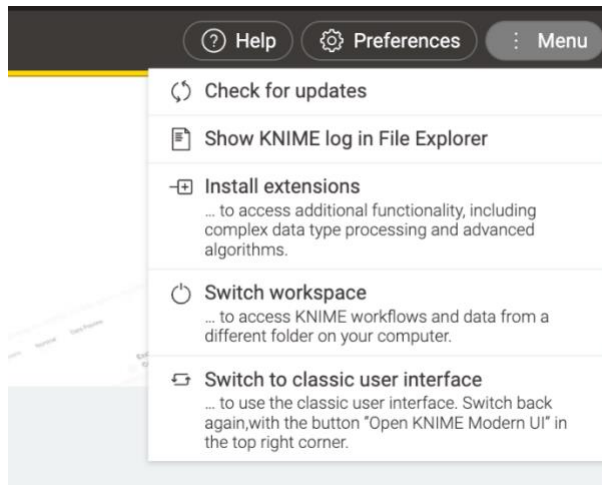 Help
Preferences
Menu
Check for updates
Show KNIME log in File Explorer
Install extensions
... to access additional functionality, including
complex data type processing and advanced
algorithms.
Switch workspace
... to access KNIME workflows and data from a
different folder on your computer.
Switch to classic user interface
... to use the classic user interface. Switch back
again,with the button “Open KNIME Modern UI” in
the top right corner.